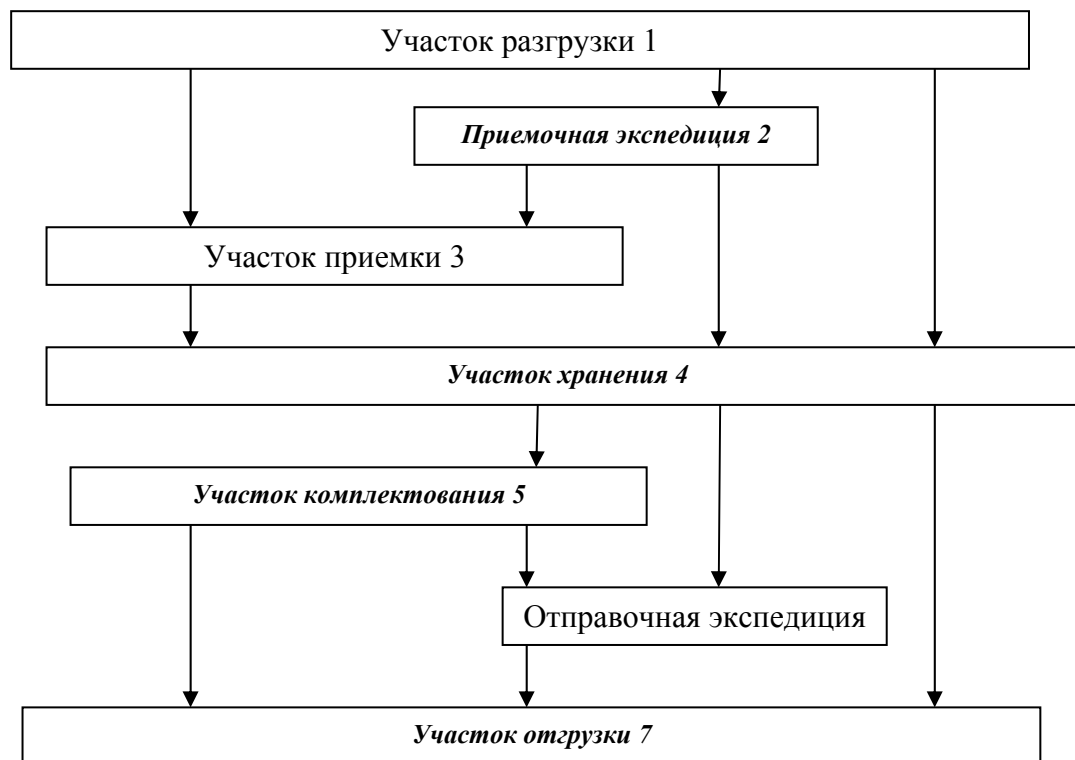 Участок разгрузки 1
Приемочная экспедиция 2
Участок приемки 3
Участок хранения 4
Участок комплектования 5
Отправочная экспедиция
Участок отгрузки 7